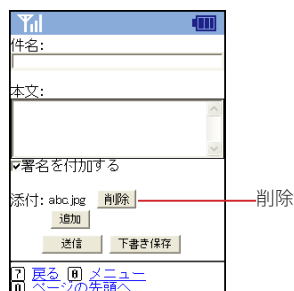 件名:
本文:
署名を付加する
添付: abc.jpg 削除 削除
追加
送信 下書き保存
7 戻る 8 メニュー
0 ページの先頭へ